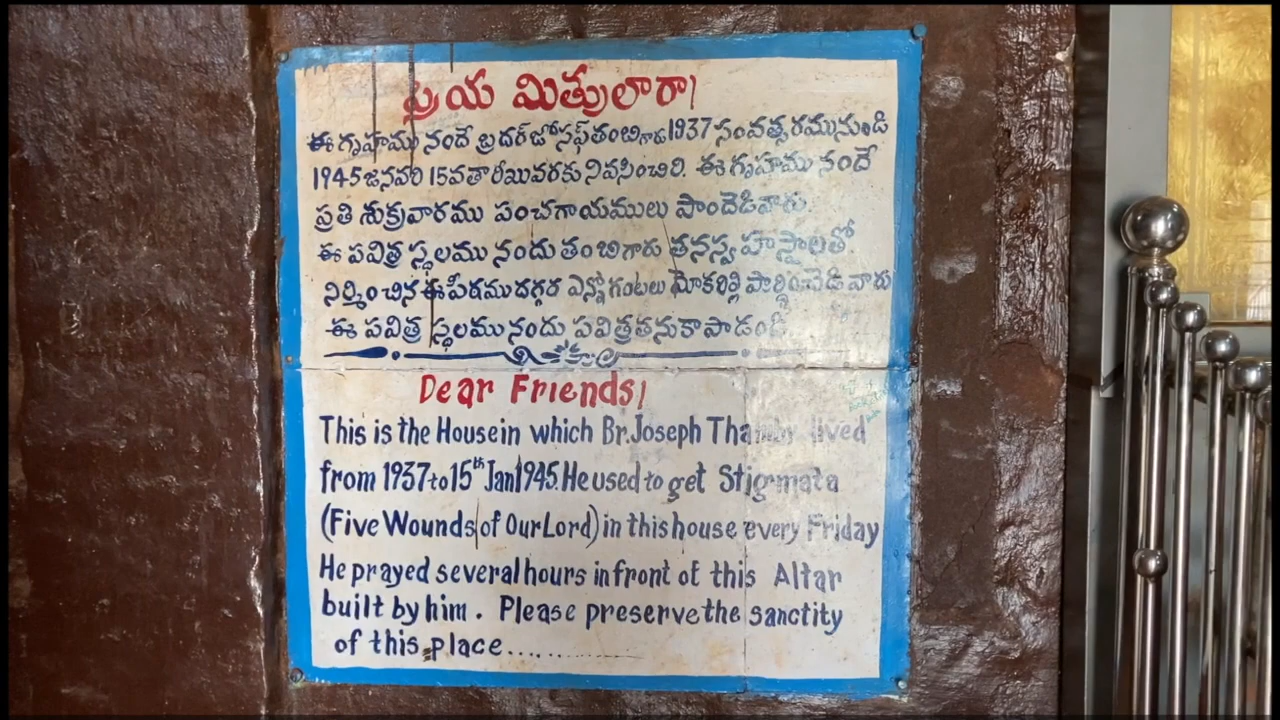 ప్రియ మిత్రులారా!
ఈ గృహము నందే బ్రదర్ జోసఫ్ తంబిగారు 1937 సంవత్సరమునుండి
1945 జనవరి 15వ తారీఖు వరకు నివసించిరి. ఈ గృహము నందే
ప్రతి శుక్రవారము పంచగాయములు పొందెడివారు.
ఈ పవిత్ర స్థలము నందు తంబిగారు తన స్వ హస్తాలతో
నిర్మించిన ఈ పీఠము దగ్గర ఎన్నో గంటలు మోకరిల్లి ప్రార్థించెడి వారు
ఈ పవిత్ర స్థలము నందు పవిత్రతను కాపాడండి
Dear Friends!
This is the House in which Br. Joseph Thamby lived
from 1937 to 15th Jan 1945. He used to get Stigmata
(Five Wounds of Our Lord) in this house every Friday
He prayed several hours in front of this Altar
built by him. Please preserve the sanctity
of this place..............